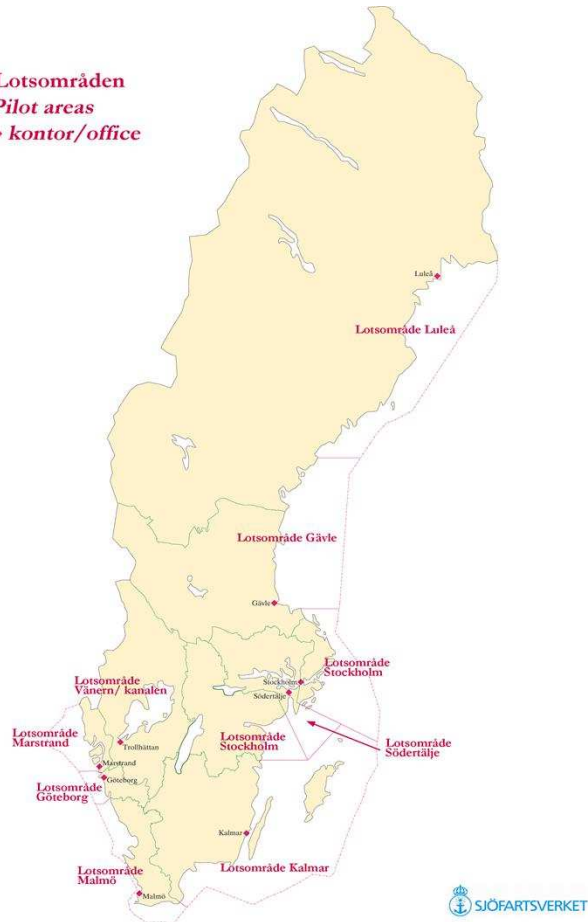 Lotsområden
Pilot areas
kontor/office
Luleå
Lotsområde Luleå
Lotsområde Gävle
Gävle
Lotsområde
Stockholm
Stockholm
Södertälje
Lotsområde
Vänern/ kanalen
Lotsområde
Marstrand
Trollhättan
Lotsområde
Stockholm
Lotsområde
Södertälje
Marstrand
Göteborg
Lotsområde
Göteborg
Kalmar
Lotsområde Kalmar
Lotsområde
Malmö
Malmö
SJÖFARTSVERKET